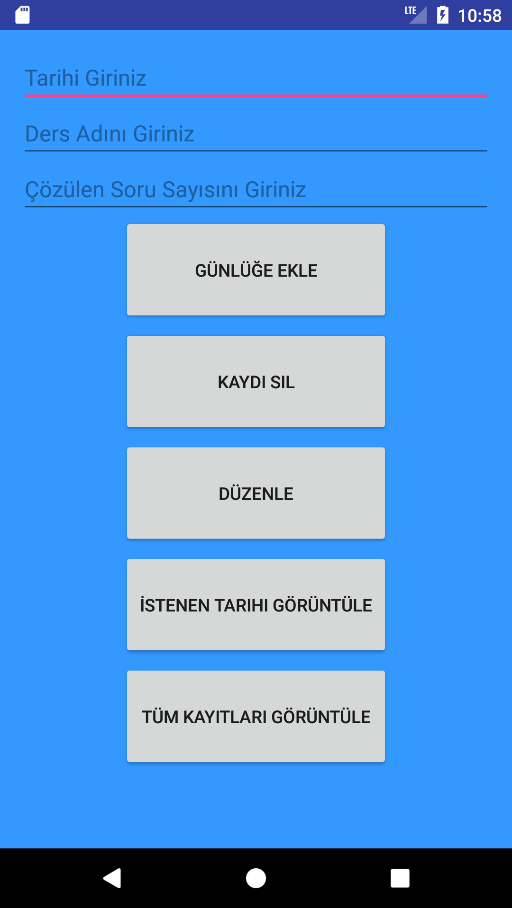 LTE 10:58
Tarihi Giriniz
Ders Adını Giriniz
Çözülen Soru Sayısını Giriniz
GÜNLÜĞE EKLE
KAYDI SIL
DÜZENLE
İSTENEN TARIHI GÖRÜNTÜLE
TÜM KAYITLARI GÖRÜNTÜLE